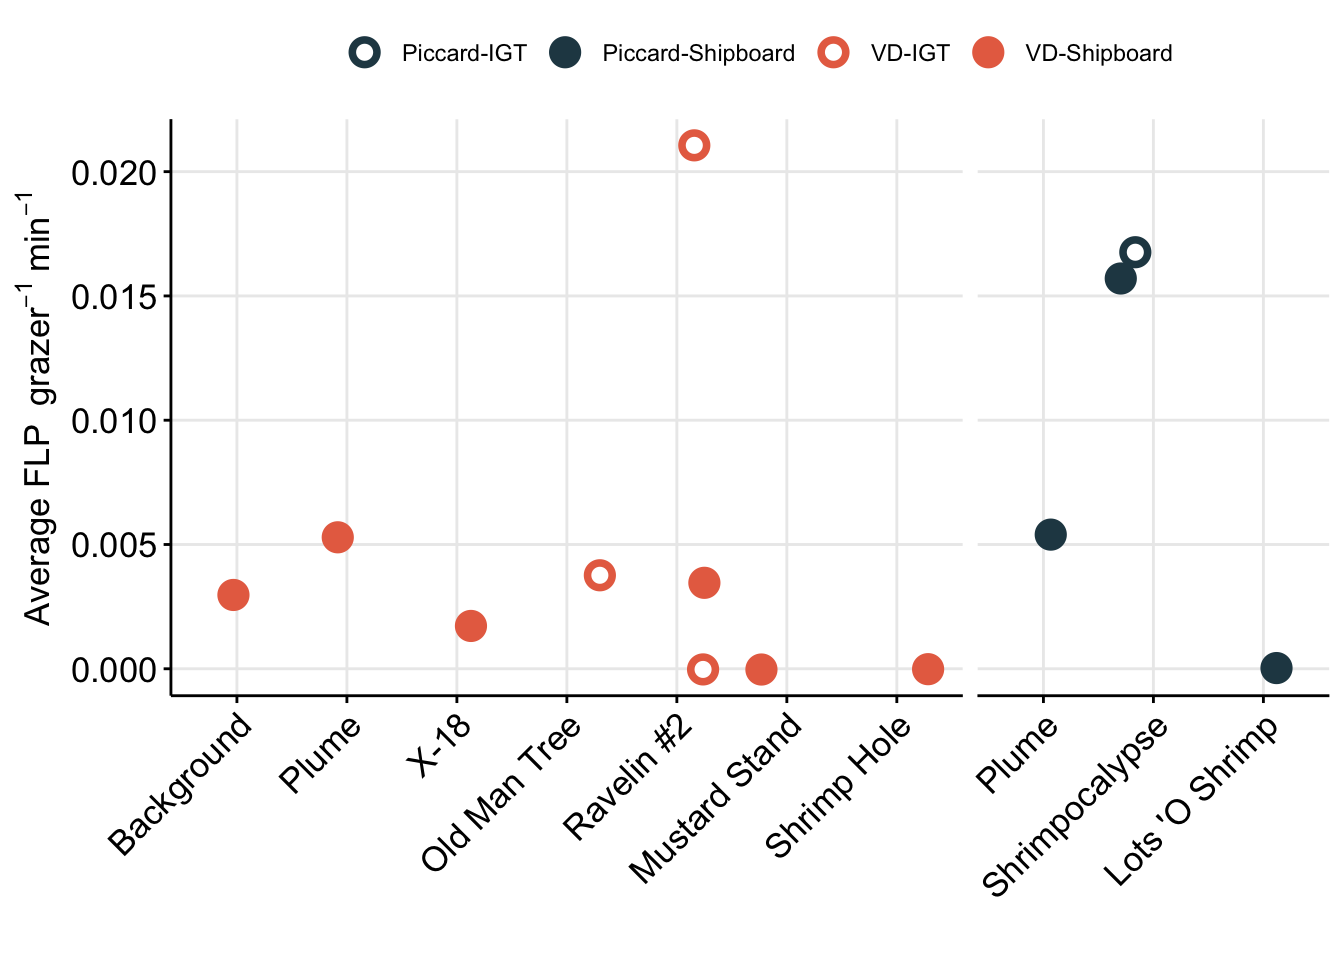 Piccard-IGT Piccard-Shipboard VD-IGT VD-Shipboard
Average FLP grazer⁻¹ min⁻¹
0.020
0.015
0.010
0.005
0.000
Background
Plume
X-18
Old Man Tree
Ravelin #2
Mustard Stand
Shrimp Hole
Plume
Shrimpocalypse
Lots 'O Shrimp